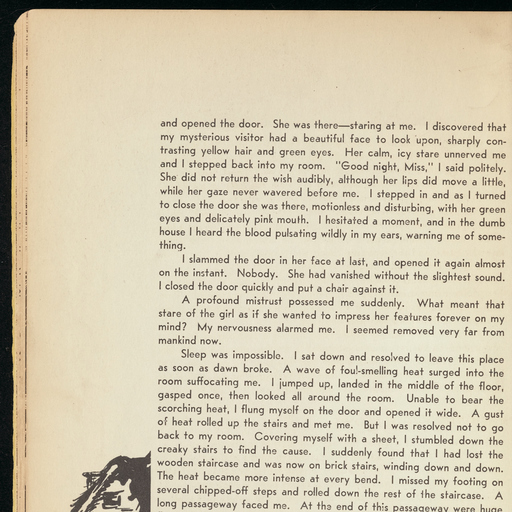 and opened the door. She was there—staring at me. I discovered that
my mysterious visitor had a beautiful face to look upon, sharply con-
trasting yellow hair and green eyes. Her calm, icy stare unnerved me
and I stepped back into my room. "Good night, Miss," I said politely.
She did not return the wish audibly, although her lips did move a little,
while her gaze never wavered before me. I stepped in and as I turned
to close the door she was there, motionless and disturbing, with her green
eyes and delicately pink mouth. I hesitated a moment, and in the dumb
house I heard the blood pulsating wildly in my ears, warning me of some-
thing.
I slammed the door in her face at last, and opened it again almost
on the instant. Nobody. She had vanished without the slightest sound.
I closed the door quickly and put a chair against it.
A profound mistrust possessed me suddenly. What meant that
stare of the girl as if she wanted to impress her features forever on my
mind? My nervousness alarmed me. I seemed removed very far from
mankind now.
Sleep was impossible. I sat down and resolved to leave this place
as soon as dawn broke. A wave of foul-smelling heat surged into the
room suffocating me. I jumped up, landed in the middle of the floor,
gasped once, then looked all around the room. Unable to bear the
scorching heat, I flung myself on the door and opened it wide. A gust
of heat rolled up the stairs and met me. But I was resolved not to go
back to my room. Covering myself with a sheet, I stumbled down the
creaky stairs to find the cause. I suddenly found that I had lost the
wooden staircase and was now on brick stairs, winding down and down.
The heat became more intense at every bend. I missed my footing on
several chipped-off steps and rolled down the rest of the staircase. A
long passageway faced me. At the end of this passageway were huge